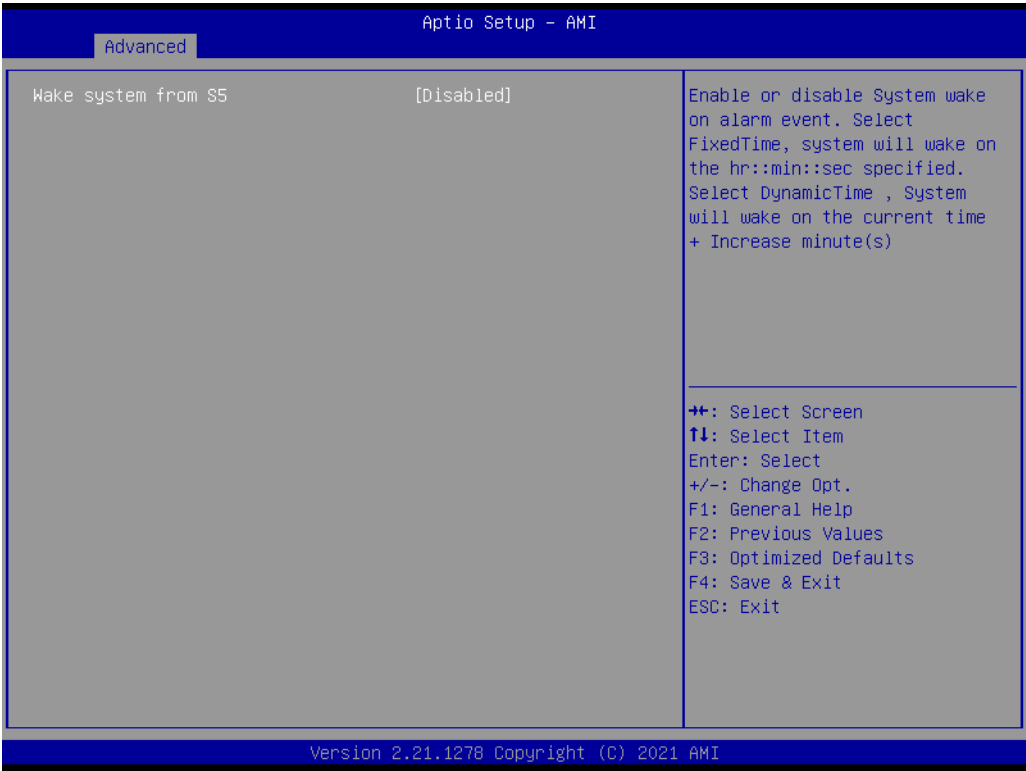 Aptio Setup - AMI
Advanced
Wake system from S5 [Disabled]
Enable or disable System wake
on alarm event. Select
FixedTime, system will wake on
the hr::min::sec specified.
Select DynamicTime , System
will wake on the current time
+ Increase minute(s)
→←: Select Screen
↑↓: Select Item
Enter: Select
+/-: Change Opt.
F1: General Help
F2: Previous Values
F3: Optimized Defaults
F4: Save & Exit
ESC: Exit
Version 2.21.1278 Copyright (C) 2021 AMI